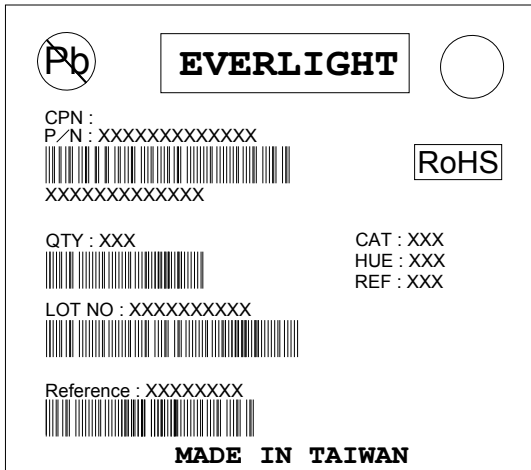 Pb
EVERLIGHT
CPN :
P/N : XXXXXXXXXXXXX
RoHS
XXXXXXXXXXXXX
QTY : XXX
CAT : XXX
HUE : XXX
REF : XXX
LOT NO : XXXXXXXXXX
Reference : XXXXXXXX
MADE IN TAIWAN